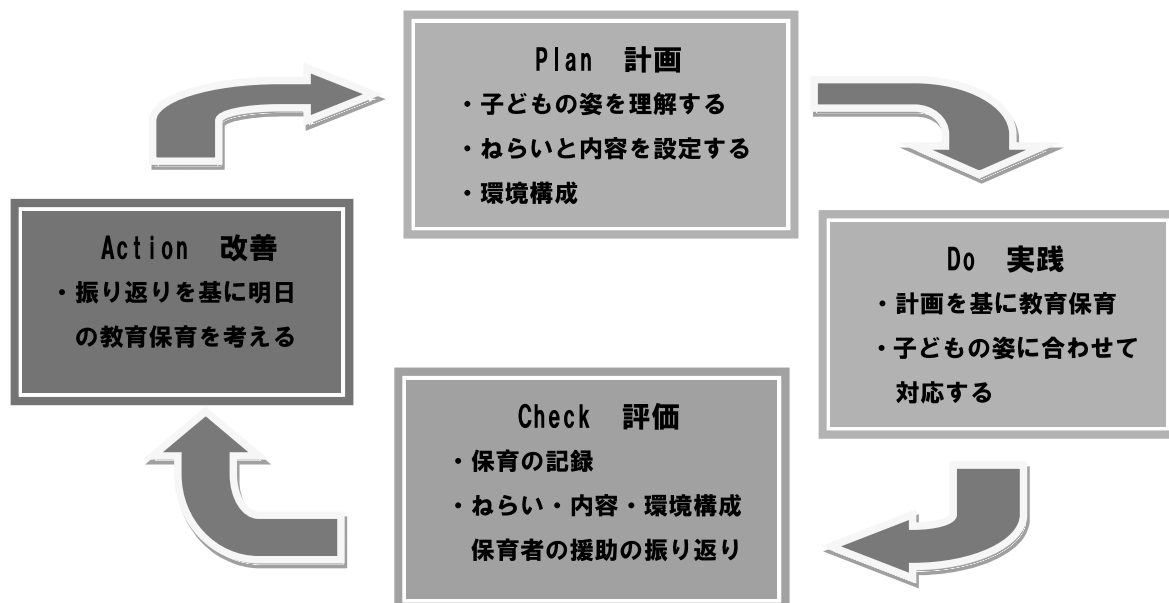 Plan 計画
・子どもの姿を理解する
・ねらいと内容を設定する
・環境構成
Do 実践
・計画を基に教育保育
・子どもの姿に合わせて
対応する
Check 評価
・保育の記録
・ねらい・内容・環境構成
保育者の援助の振り返り
Action 改善
・振り返りを基に明日
の教育保育を考える